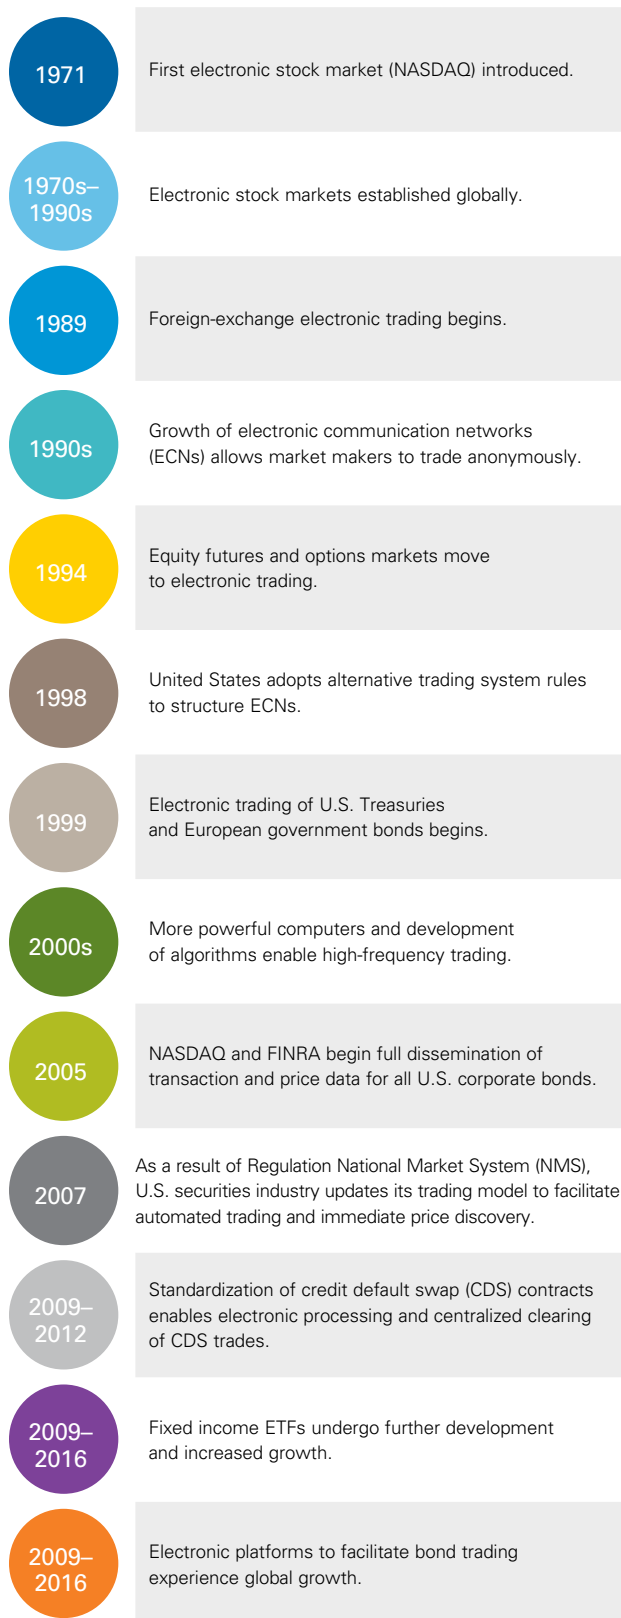 1971
First electronic stock market (NASDAQ) introduced.
1970s–
1990s
Electronic stock markets established globally.
1989
Foreign-exchange electronic trading begins.
1990s
Growth of electronic communication networks
(ECNs) allows market makers to trade anonymously.
1994
Equity futures and options markets move
to electronic trading.
1998
United States adopts alternative trading system rules
to structure ECNs.
1999
Electronic trading of U.S. Treasuries
and European government bonds begins.
2000s
More powerful computers and development
of algorithms enable high-frequency trading.
2005
NASDAQ and FINRA begin full dissemination of
transaction and price data for all U.S. corporate bonds.
2007
As a result of Regulation National Market System (NMS),
U.S. securities industry updates its trading model to facilitate
automated trading and immediate price discovery.
2009–
2012
Standardization of credit default swap (CDS) contracts
enables electronic processing and centralized clearing
of CDS trades.
2009–
2016
Fixed income ETFs undergo further development
and increased growth.
2009–
2016
Electronic platforms to facilitate bond trading
experience global growth.